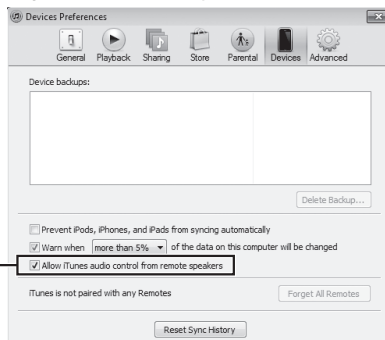 Devices Preferences
General Playback Sharing Store Parental Devices Advanced
Device backups:
Delete Backup...
Prevent iPods, iPhones, and iPads from syncing automatically
Warn when more than 5% of the data on this computer will be changed
Allow iTunes audio control from remote speakers
iTunes is not paired with any Remotes Forget All Remotes
Reset Sync History